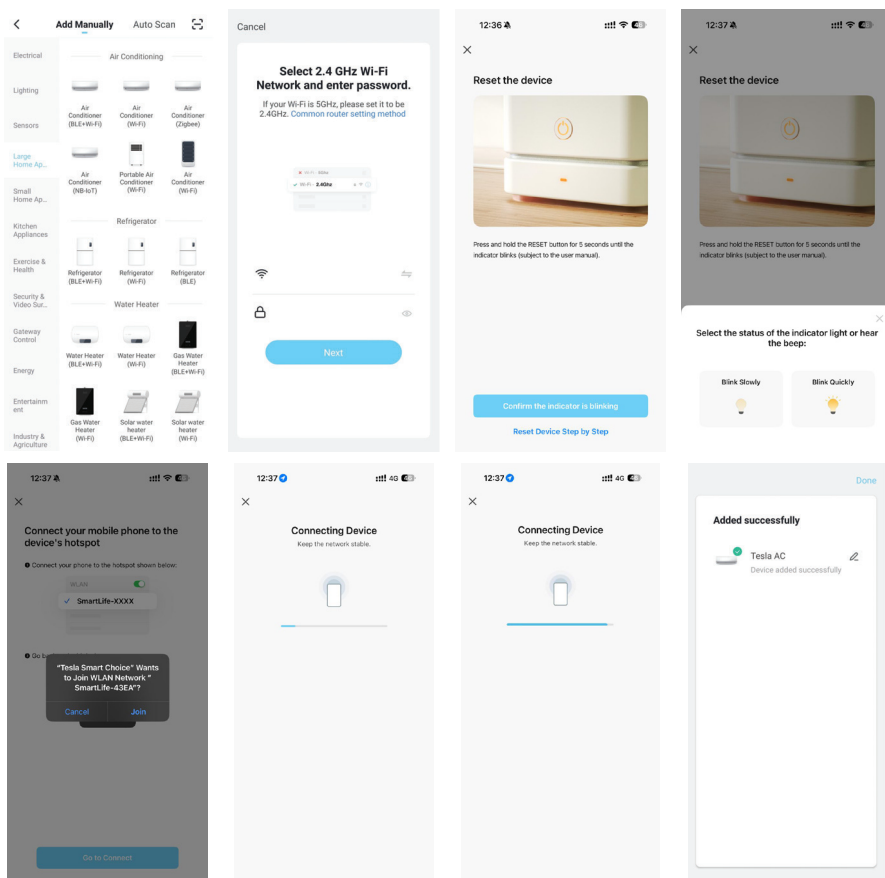 Add Manually
Auto Scan
Electrical
Lighting
Sensors
Large
Home Ap...
Small
Home Ap...
Kitchen
Appliances
Exercise &
Health
Security &
Video Sur...
Gateway
Control
Energy
Entertainm
ent
Industry &
Agriculture
Air Conditioning
Air
Conditioner
(BLE+Wi-Fi)
Air
Conditioner
(Wi-Fi)
Air
Conditioner
(Zigbee)
Air
Conditioner
(NB-IoT)
Portable Air
Conditioner
(Wi-Fi)
Air
Conditioner
(Wi-Fi)
Refrigerator
Refrigerator
(BLE+Wi-Fi)
Refrigerator
(Wi-Fi)
Refrigerator
(BLE)
Water Heater
Water Heater
(BLE+Wi-Fi)
Water Heater
(Wi-Fi)
Gas Water
Heater
(BLE+Wi-Fi)
Gas Water
Heater
(Wi-Fi)
Solar water
heater
(BLE+Wi-Fi)
Solar water
heater
(Wi-Fi)
Cancel
Select 2.4 GHz Wi-Fi
Network and enter password.
If your Wi-Fi is 5GHz, please set it to be
2.4GHz. Common router setting method
Wi-Fi - 5Ghz
Wi-Fi - 2.4Ghz
Next
12:36
Reset the device
Press and hold the RESET button for 5 seconds until the
indicator blinks (subject to the user manual).
Confirm the indicator is blinking
Reset Device Step by Step
12:37
Reset the device
Press and hold the RESET button for 5 seconds until the
indicator blinks (subject to the user manual).
Select the status of the indicator light or hear
the beep:
Blink Slowly
Blink Quickly
12:37
Connect your mobile phone to the
device's hotspot
1 Connect your phone to the hotspot shown below:
WLAN
SmartLife-XXXX
2 Go b
"Tesla Smart Choice" Wants
to Join WLAN Network "
SmartLife-43EA"?
Cancel
Join
Go to Connect
12:37
4G
Connecting Device
Keep the network stable.
12:37
4G
Connecting Device
Keep the network stable.
Done
Added successfully
Tesla AC
Device added successfully